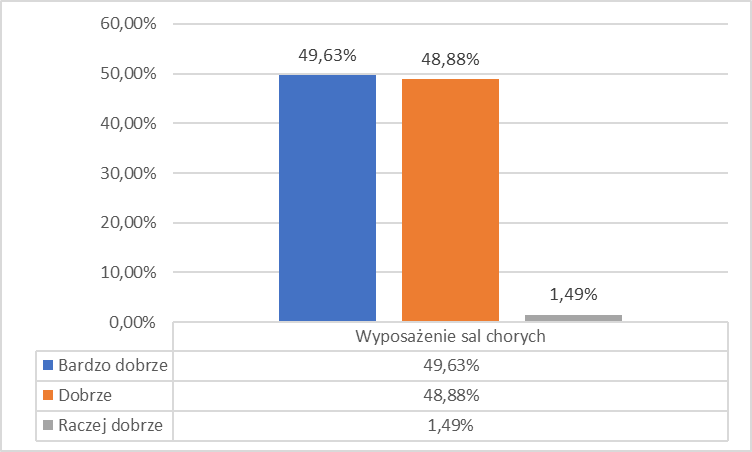 60,00%
50,00%
40,00%
30,00%
20,00%
10,00%
0,00%
49,63%
48,88%
1,49%
Wyposażenie sal chorych
Bardzo dobrze 49,63%
Dobrze 48,88%
Raczej dobrze 1,49%